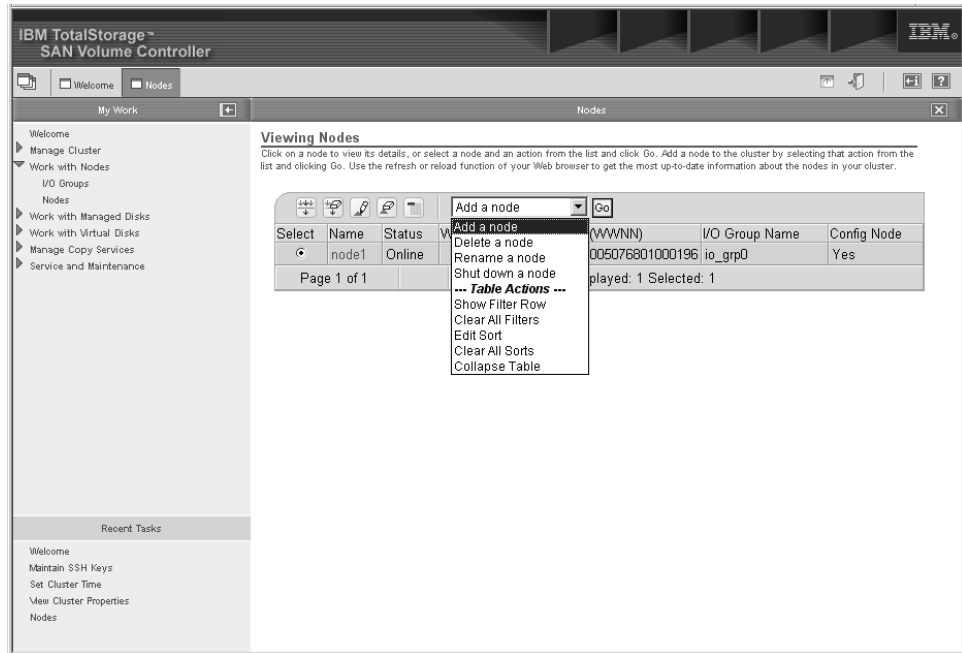 IBM TotalStorage™
SAN Volume Controller
IBM®
Welcome
Nodes
My Work
Nodes
Welcome
Manage Cluster
Work with Nodes
I/O Groups
Nodes
Work with Managed Disks
Work with Virtual Disks
Manage Copy Services
Service and Maintenance
Recent Tasks
Welcome
Maintain SSH Keys
Set Cluster Time
View Cluster Properties
Nodes
Viewing Nodes
Click on a node to view its details, or select a node and an action from the list and click Go. Add a node to the cluster by selecting that action from the
list and clicking Go. Use the refresh or reload function of your Web browser to get the most up-to-date information about the nodes in your cluster.
Add a node Go
Select Name Status W (WWNN) I/O Group Name Config Node
node1 Online 005076801000196 io_grp0 Yes
Page 1 of 1 played: 1 Selected: 1
Add a node
Delete a node
Rename a node
Shut down a node
--- Table Actions ---
Show Filter Row
Clear All Filters
Edit Sort
Clear All Sorts
Collapse Table